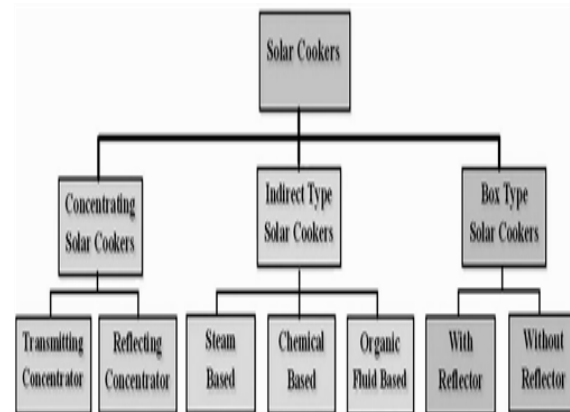 Solar Cookers
Concentrating
Solar Cookers
Indirect Type
Solar Cookers
Box Type
Solar Cookers
Transmitting
Concentrator
Reflecting
Concentrator
Steam
Based
Chemical
Based
Organic
Fluid Based
With
Reflector
Without
Reflector